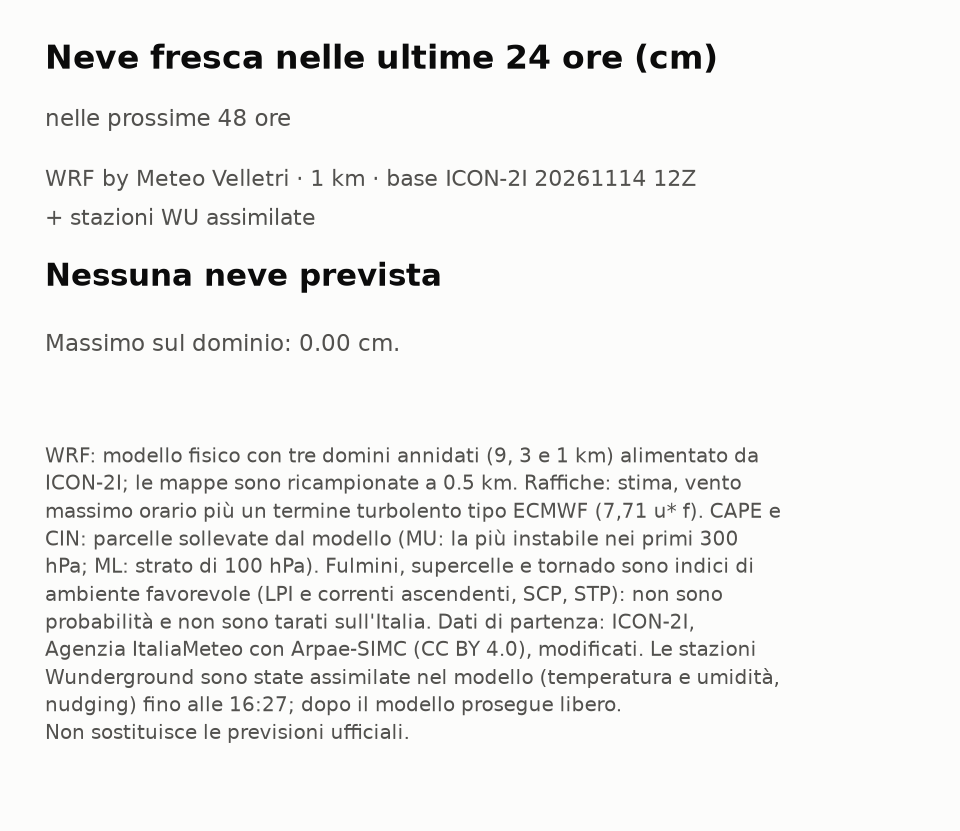 Neve fresca nelle ultime 24 ore (cm)
nelle prossime 48 ore
WRF by Meteo Velletri · 1 km · base ICON-2I 20261114 12Z
+ stazioni WU assimilate
Nessuna neve prevista
Massimo sul dominio: 0.00 cm.
WRF: modello fisico con tre domini annidati (9, 3 e 1 km) alimentato da
ICON-2I; le mappe sono ricampionate a 0.5 km. Raffiche: stima, vento
massimo orario più un termine turbolento tipo ECMWF (7,71 u* f). CAPE e
CIN: parcelle sollevate dal modello (MU: la più instabile nei primi 300
hPa; ML: strato di 100 hPa). Fulmini, supercelle e tornado sono indici di
ambiente favorevole (LPI e correnti ascendenti, SCP, STP): non sono
probabilità e non sono tarati sull'Italia. Dati di partenza: ICON-2I,
Agenzia ItaliaMeteo con Arpae-SIMC (CC BY 4.0), modificati. Le stazioni
Wunderground sono state assimilate nel modello (temperatura e umidità,
nudging) fino alle 16:27; dopo il modello prosegue libero.
Non sostituisce le previsioni ufficiali.